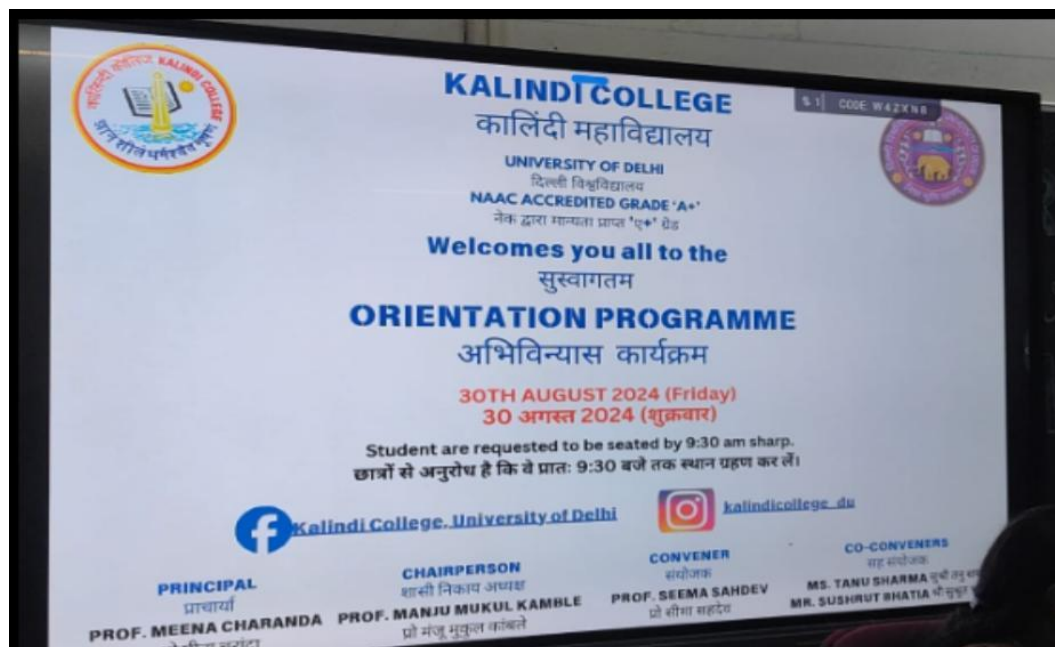 कालिंदी कॉलेज KALINDI COLLEGE
KALINDI COLLEGE
S 1 CODE W4ZXN8
कालिंदी महाविद्यालय
UNIVERSITY OF DELHI
दिल्ली विश्वविद्यालय
NAAC ACCREDITED GRADE 'A+'
नेक द्वारा मान्यता प्राप्त 'ए+' ग्रेड
Welcomes you all to the
सुस्वागतम
ORIENTATION PROGRAMME
अभिविन्यास कार्यक्रम
30TH AUGUST 2024 (Friday)
30 अगस्त 2024 (शुक्रवार)
Student are requested to be seated by 9:30 am sharp.
छात्रों से अनुरोध है कि वे प्रातः 9:30 बजे तक स्थान ग्रहण कर लें।
Kalindi College, University of Delhi
kalindicollege_du
PRINCIPAL
प्राचार्या
PROF. MEENA CHARANDA
CHAIRPERSON
शासी निकाय अध्यक्ष
PROF. MANJU MUKUL KAMBLE
प्रो मंजू मुकुल कांबले
CONVENER
संयोजक
PROF. SEEMA SAHDEV
प्रो सीमा सहदेव
CO-CONVENERS
सह संयोजक
MS. TANU SHARMA सुश्री तनु
MR. SUSHRUT BHATIA श्री